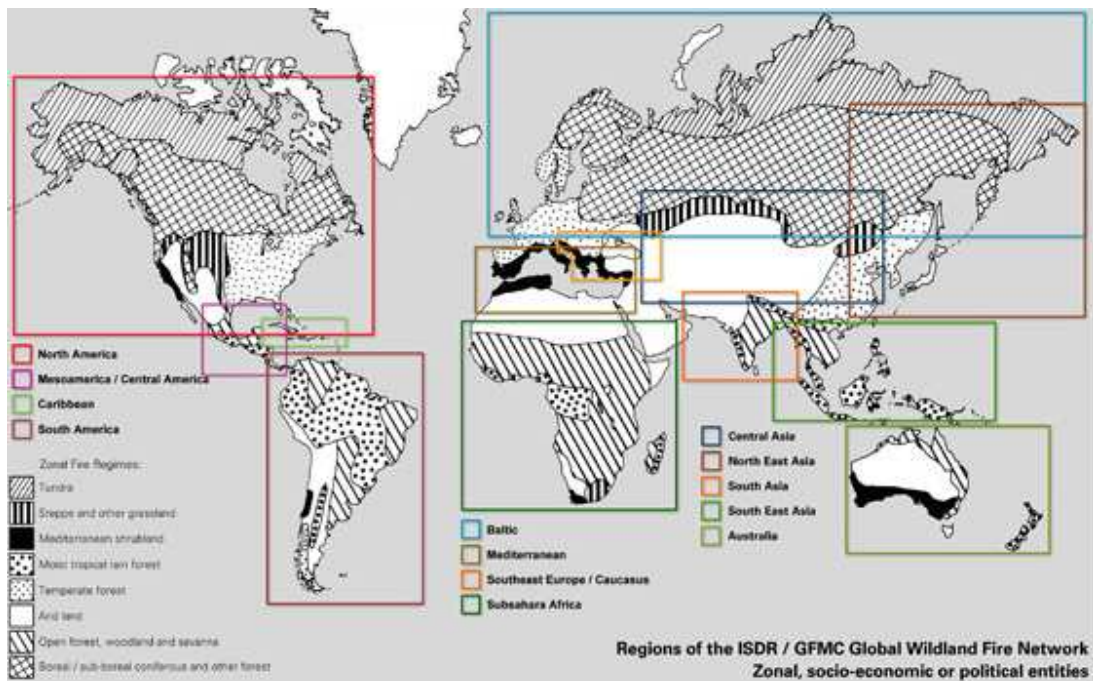 North America
Mesoamerica / Central America
Caribbean
South America
Zonal Fire Regimes:
Tundra
Steppe and other grassland
Mediterranean shrubland
Moist tropical rain forest
Temperate forest
Arid land
Open forest, woodland and savanna
Boreal / sub-boreal coniferous and other forest
Baltic
Mediterranean
Southeast Europe / Caucasus
Subsahara Africa
Central Asia
North East Asia
South Asia
South East Asia
Australia
Regions of the ISDR / GFMC Global Wildland Fire Network
Zonal, socio-economic or political entities